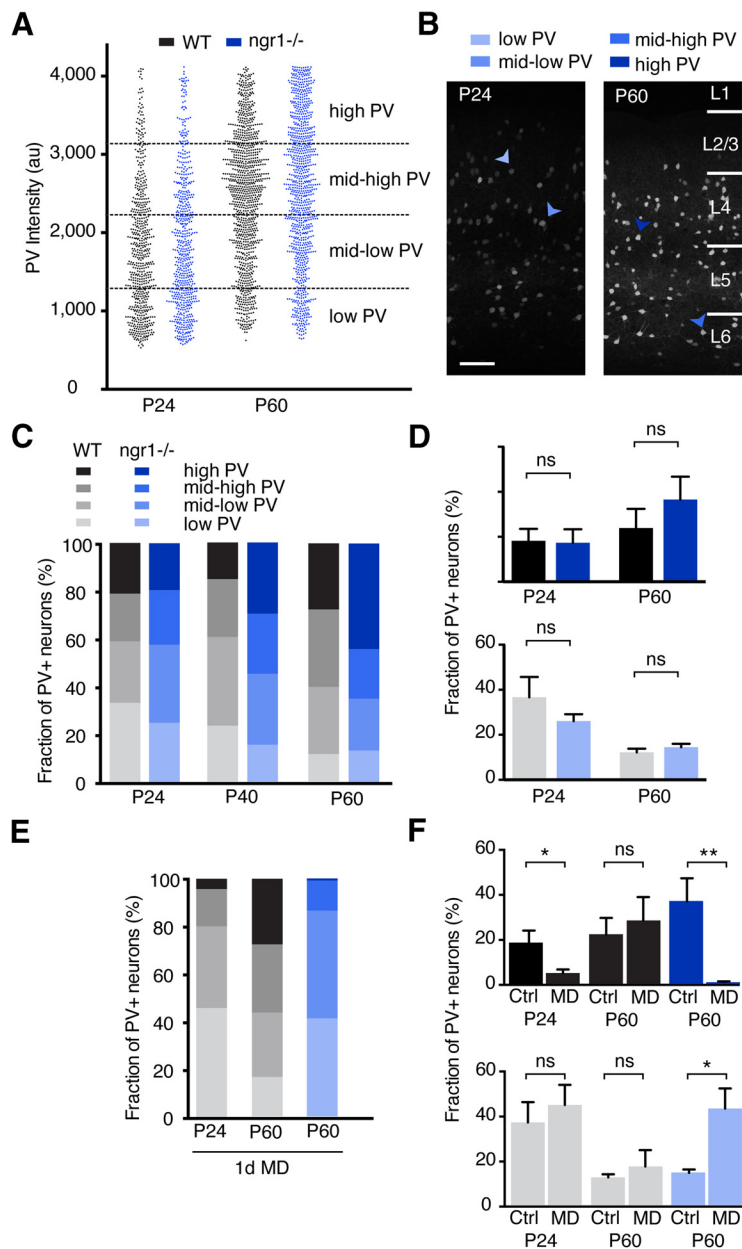 A
WT ngr1-/-
PV Intensity (au)
4,000
3,000
2,000
1,000
0
high PV
mid-high PV
mid-low PV
low PV
P24 P60
B
low PV mid-high PV
mid-low PV high PV
P24
P60
L1
L2/3
L4
L5
L6
C
WT ngr1-/-
high PV
mid-high PV
mid-low PV
low PV
Fraction of PV+ neurons (%)
100
80
60
40
20
0
P24 P40 P60
D
Fraction of PV+ neurons (%)
ns ns
P24 P60
60
40
20
0
ns ns
P24 P60
E
Fraction of PV+ neurons (%)
100
80
60
40
20
0
P24 P60 P60
1d MD
F
Fraction of PV+ neurons (%)
60
40
20
0
* ns **
Ctrl MD Ctrl MD Ctrl MD
P24 P60 P60
60
40
20
0
ns ns *
Ctrl MD Ctrl MD Ctrl MD
P24 P60 P60